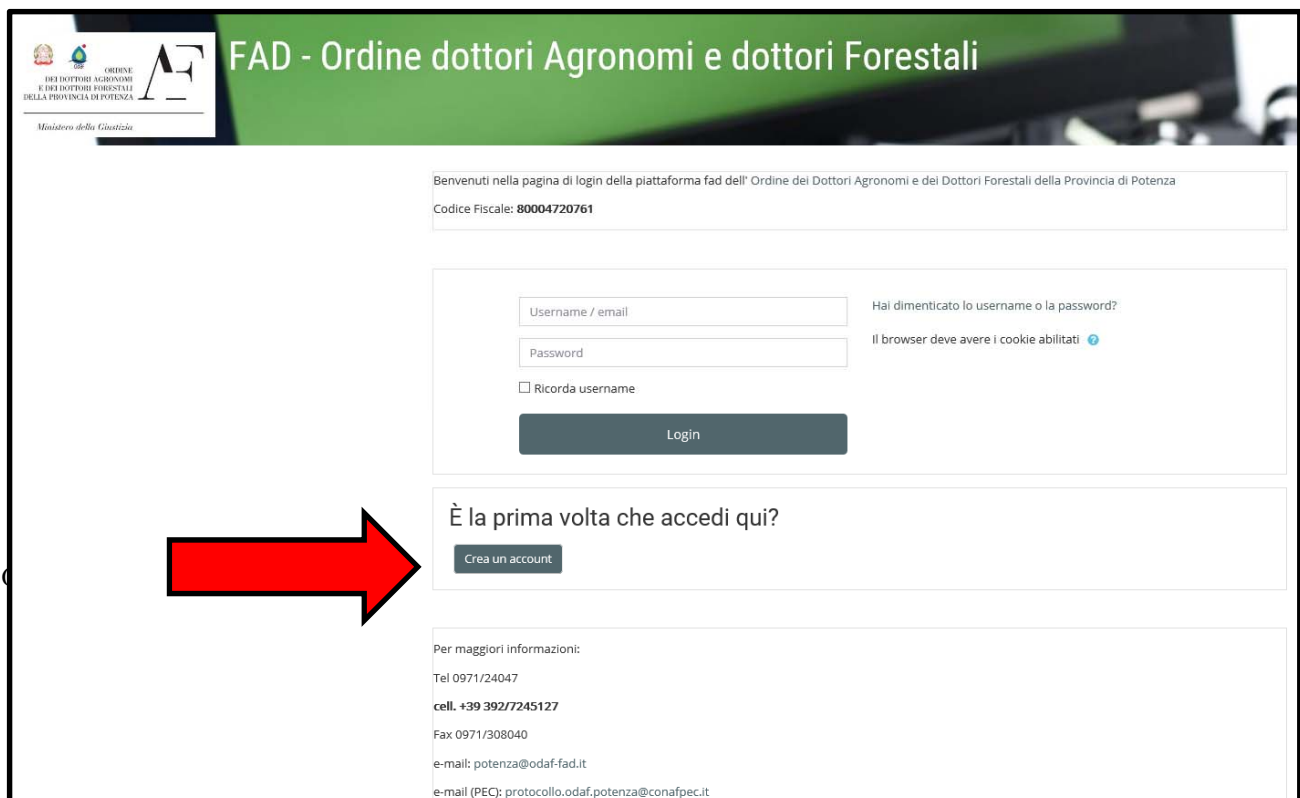 FAD - Ordine dottori Agronomi e dottori Forestali
ORDINE
DEI DOTTORI AGRONOMI
E DEI DOTTORI FORESTALI
DELLA PROVINCIA DI POTENZA
AF
Ministero della Giustizia
Benvenuti nella pagina di login della piattaforma fad dell' Ordine dei Dottori Agronomi e dei Dottori Forestali della Provincia di Potenza
Codice Fiscale: 80004720761
Username / email
Hai dimenticato lo username o la password?
Password
Il browser deve avere i cookie abilitati
Ricorda username
Login
È la prima volta che accedi qui?
Crea un account
Per maggiori informazioni:
Tel 0971/24047
cell. +39 392/7245127
Fax 0971/308040
e-mail: potenza@odaf-fad.it
e-mail (PEC): protocollo.odaf.potenza@conafpec.it